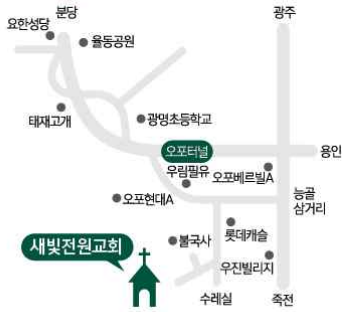 분당
광주
요한성당
율동공원
태재고개
광명초등학교
오포터널
용인
우림필유
오포베르빌A
오포현대A
능골
삼거리
롯데캐슬
불국사
새빛전원교회
우진빌리지
수레실
죽전